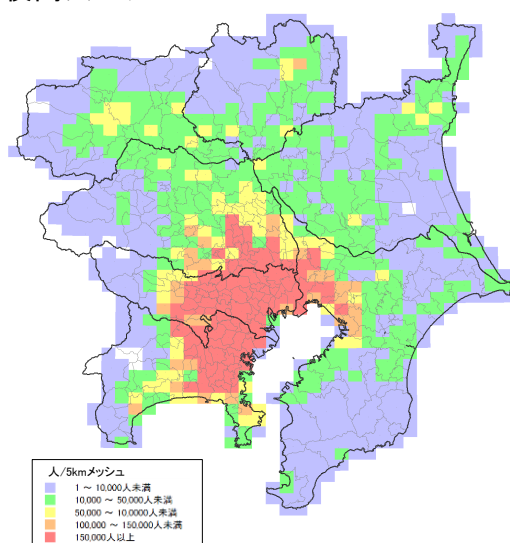 人/5kmメッシュ
1 ～ 10,000人未満
10,000 ～ 50,000人未満
50,000 ～ 10.0000人未満
100,000 ～ 150,000人未満
150,000人以上